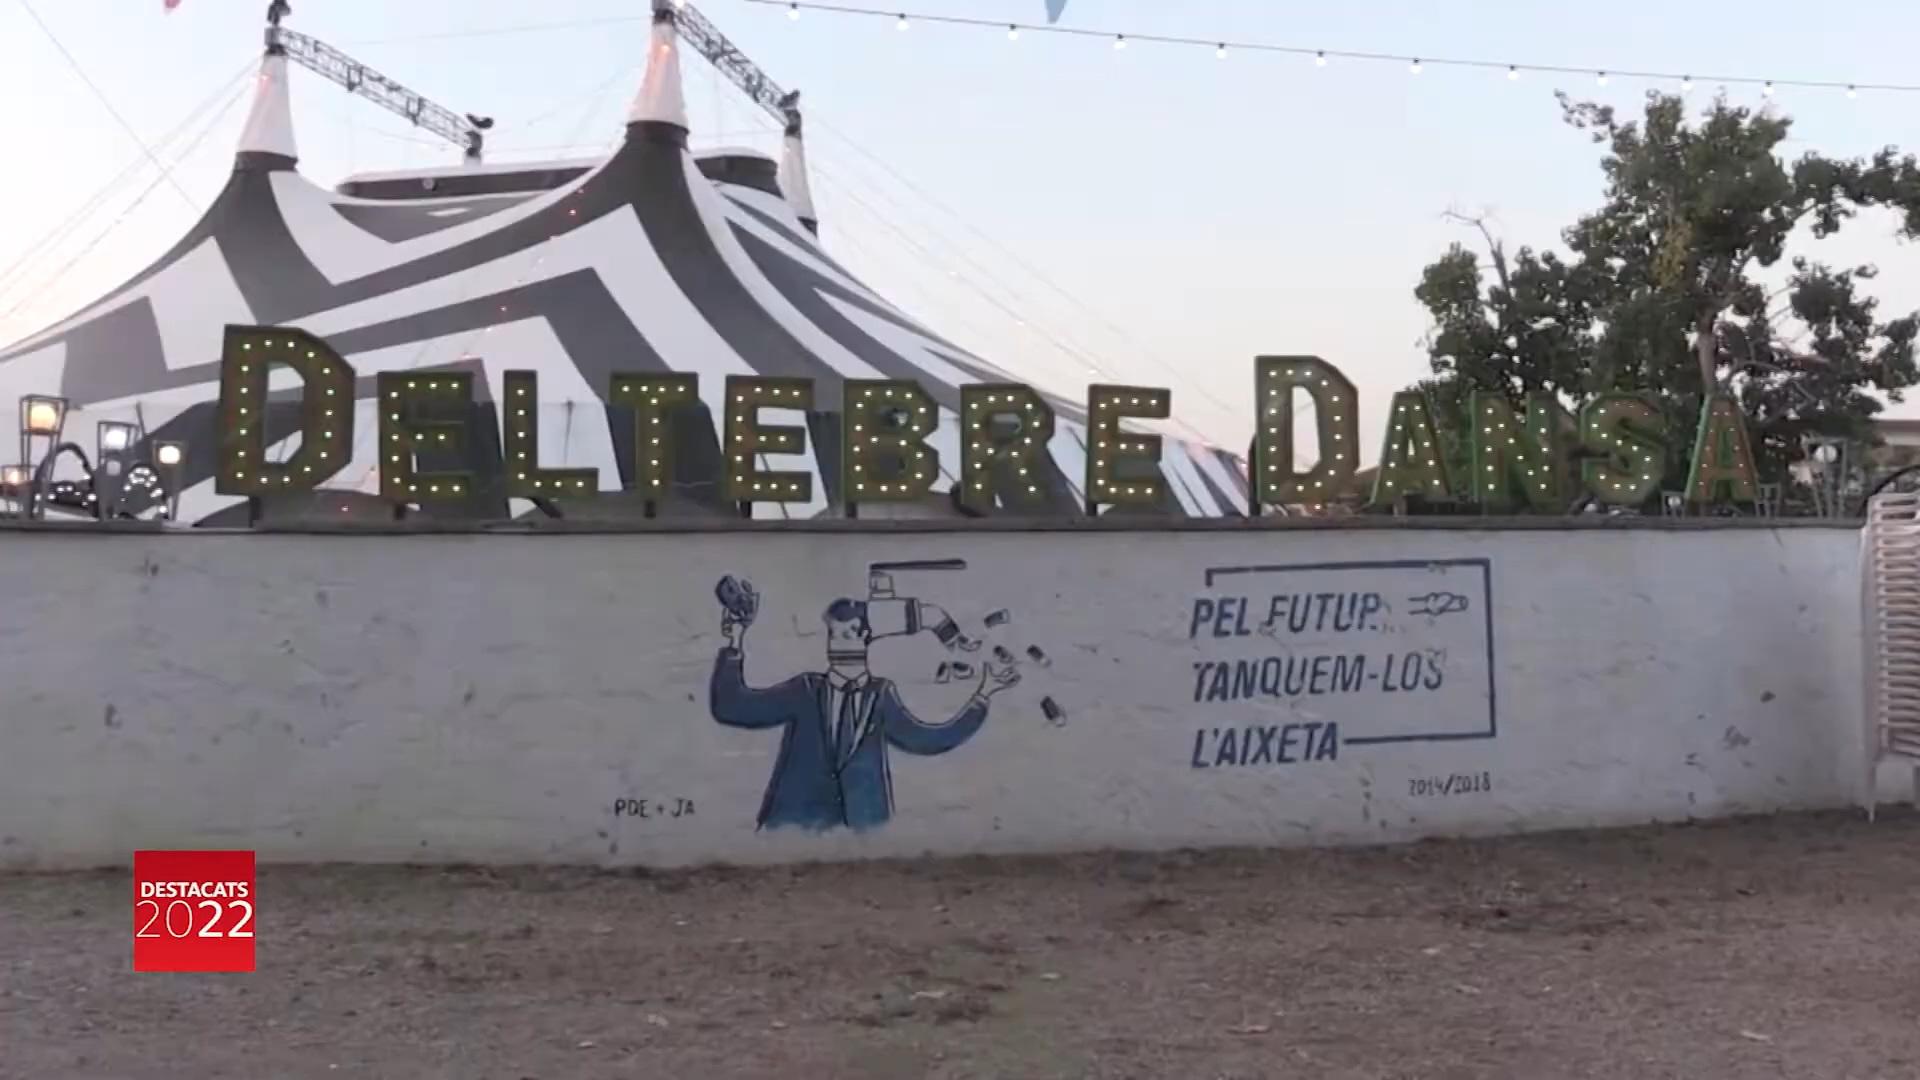 DELTEBRE DANSA
PEL FUTUR
TANQUEM-LOS
L'AIXETA
2014/2018
PDE + JA
DESTACATS
2022